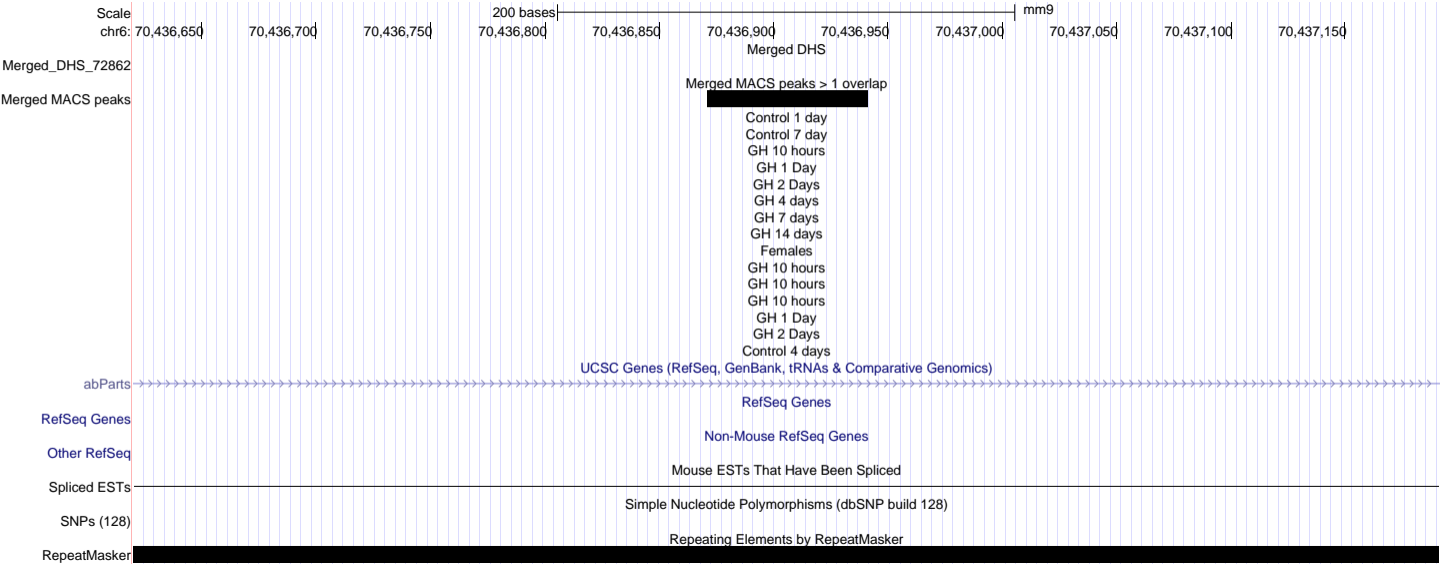 Scale 200 bases mm9
chr6: 70,436,650 70,436,700 70,436,750 70,436,800 70,436,850 70,436,900 70,436,950 70,437,000 70,437,050 70,437,100 70,437,150
Merged DHS
Merged_DHS_72862
Merged MACS peaks > 1 overlap
Merged MACS peaks
Control 1 day
Control 7 day
GH 10 hours
GH 1 Day
GH 2 Days
GH 4 days
GH 7 days
GH 14 days
Females
GH 10 hours
GH 10 hours
GH 10 hours
GH 1 Day
GH 2 Days
Control 4 days
UCSC Genes (RefSeq, GenBank, tRNAs & Comparative Genomics)
abParts
RefSeq Genes
RefSeq Genes
Non-Mouse RefSeq Genes
Other RefSeq
Mouse ESTs That Have Been Spliced
Spliced ESTs
Simple Nucleotide Polymorphisms (dbSNP build 128)
SNPs (128)
Repeating Elements by RepeatMasker
RepeatMasker